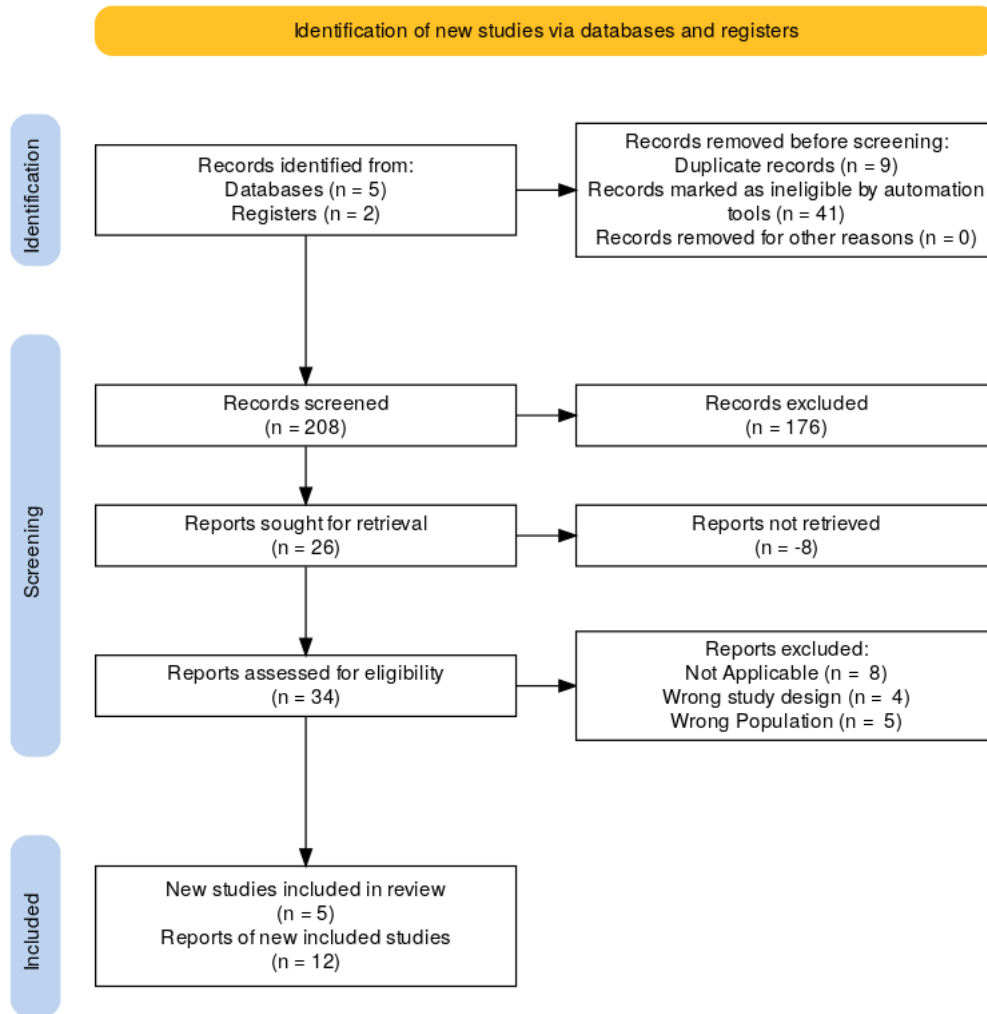 Identification of new studies via databases and registers
Identification
Records identified from:
Databases (n = 5)
Registers (n = 2)
Records removed before screening:
Duplicate records (n = 9)
Records marked as ineligible by automation
tools (n = 41)
Records removed for other reasons (n = 0)
Screening
Records screened
(n = 208)
Records excluded
(n = 176)
Reports sought for retrieval
(n = 26)
Reports not retrieved
(n = -8)
Reports assessed for eligibility
(n = 34)
Reports excluded:
Not Applicable (n = 8)
Wrong study design (n = 4)
Wrong Population (n = 5)
Included
New studies included in review
(n = 5)
Reports of new included studies
(n = 12)